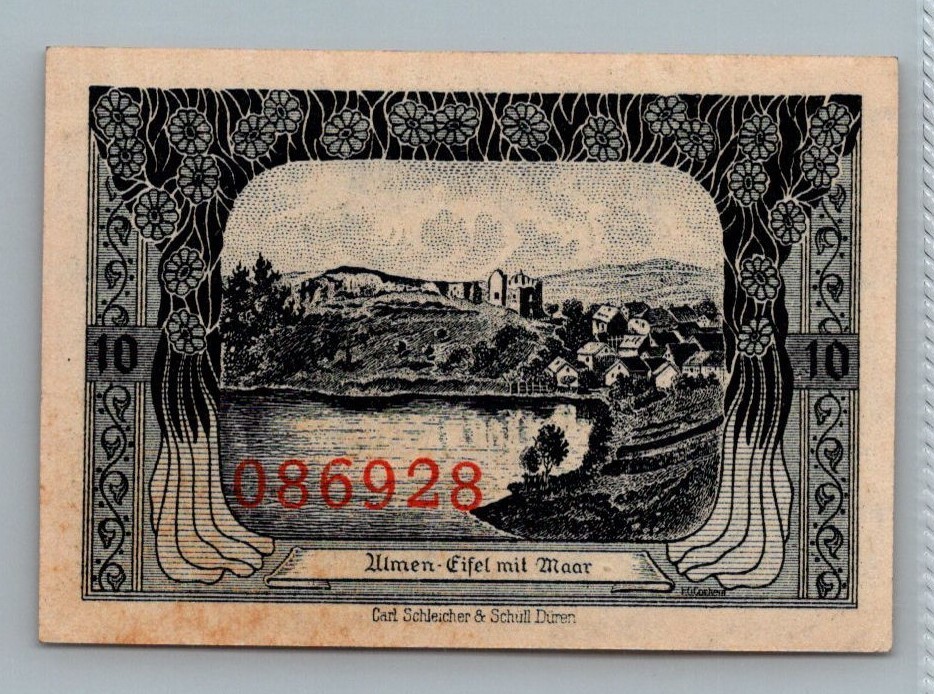 10 10
086928
Ulmen-Eifel mit Maar
Carl Schleicher & Schüll Düren